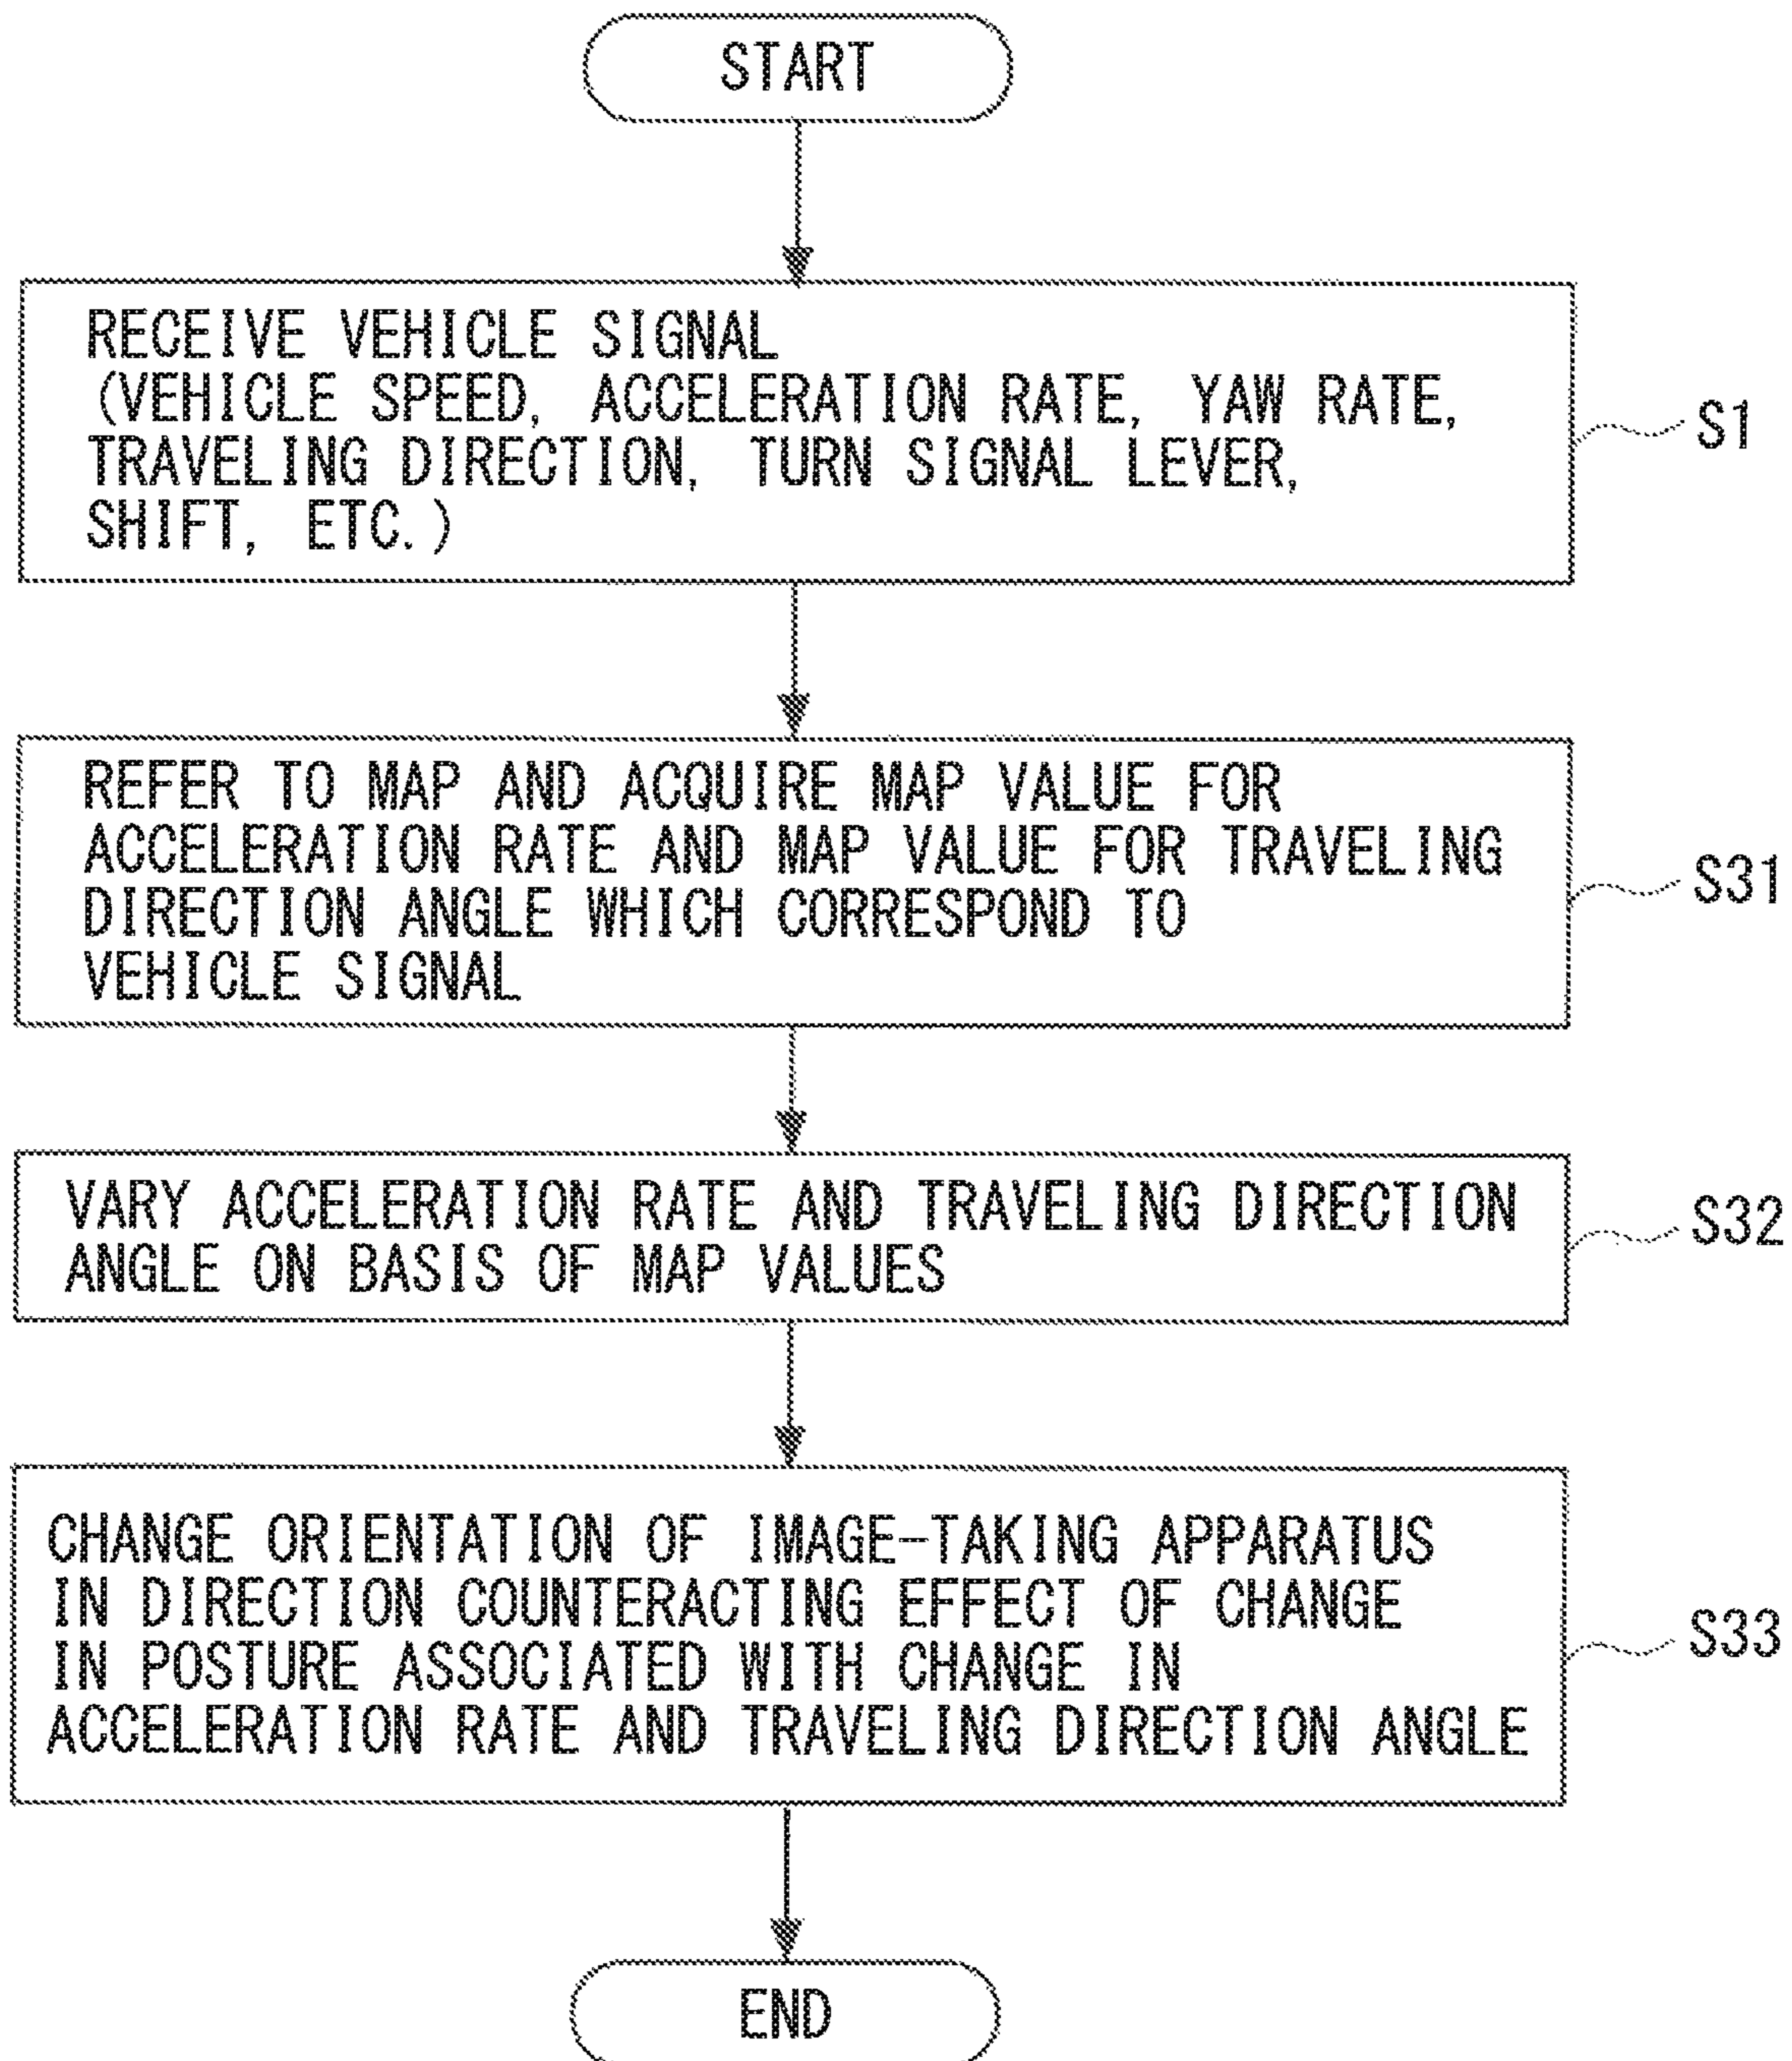 START
RECEIVE VEHICLE SIGNAL
(VEHICLE SPEED, ACCELERATION RATE, YAW RATE,
TRAVELING DIRECTION, TURN SIGNAL LEVER,
SHIFT, ETC.)
S1
REFER TO MAP AND ACQUIRE MAP VALUE FOR
ACCELERATION RATE AND MAP VALUE FOR TRAVELING
DIRECTION ANGLE WHICH CORRESPOND TO
VEHICLE SIGNAL
S31
VARY ACCELERATION RATE AND TRAVELING DIRECTION
ANGLE ON BASIS OF MAP VALUES
S32
CHANGE ORIENTATION OF IMAGE-TAKING APPARATUS
IN DIRECTION COUNTERACTING EFFECT OF CHANGE
IN POSTURE ASSOCIATED WITH CHANGE IN
ACCELERATION RATE AND TRAVELING DIRECTION ANGLE
S33
END